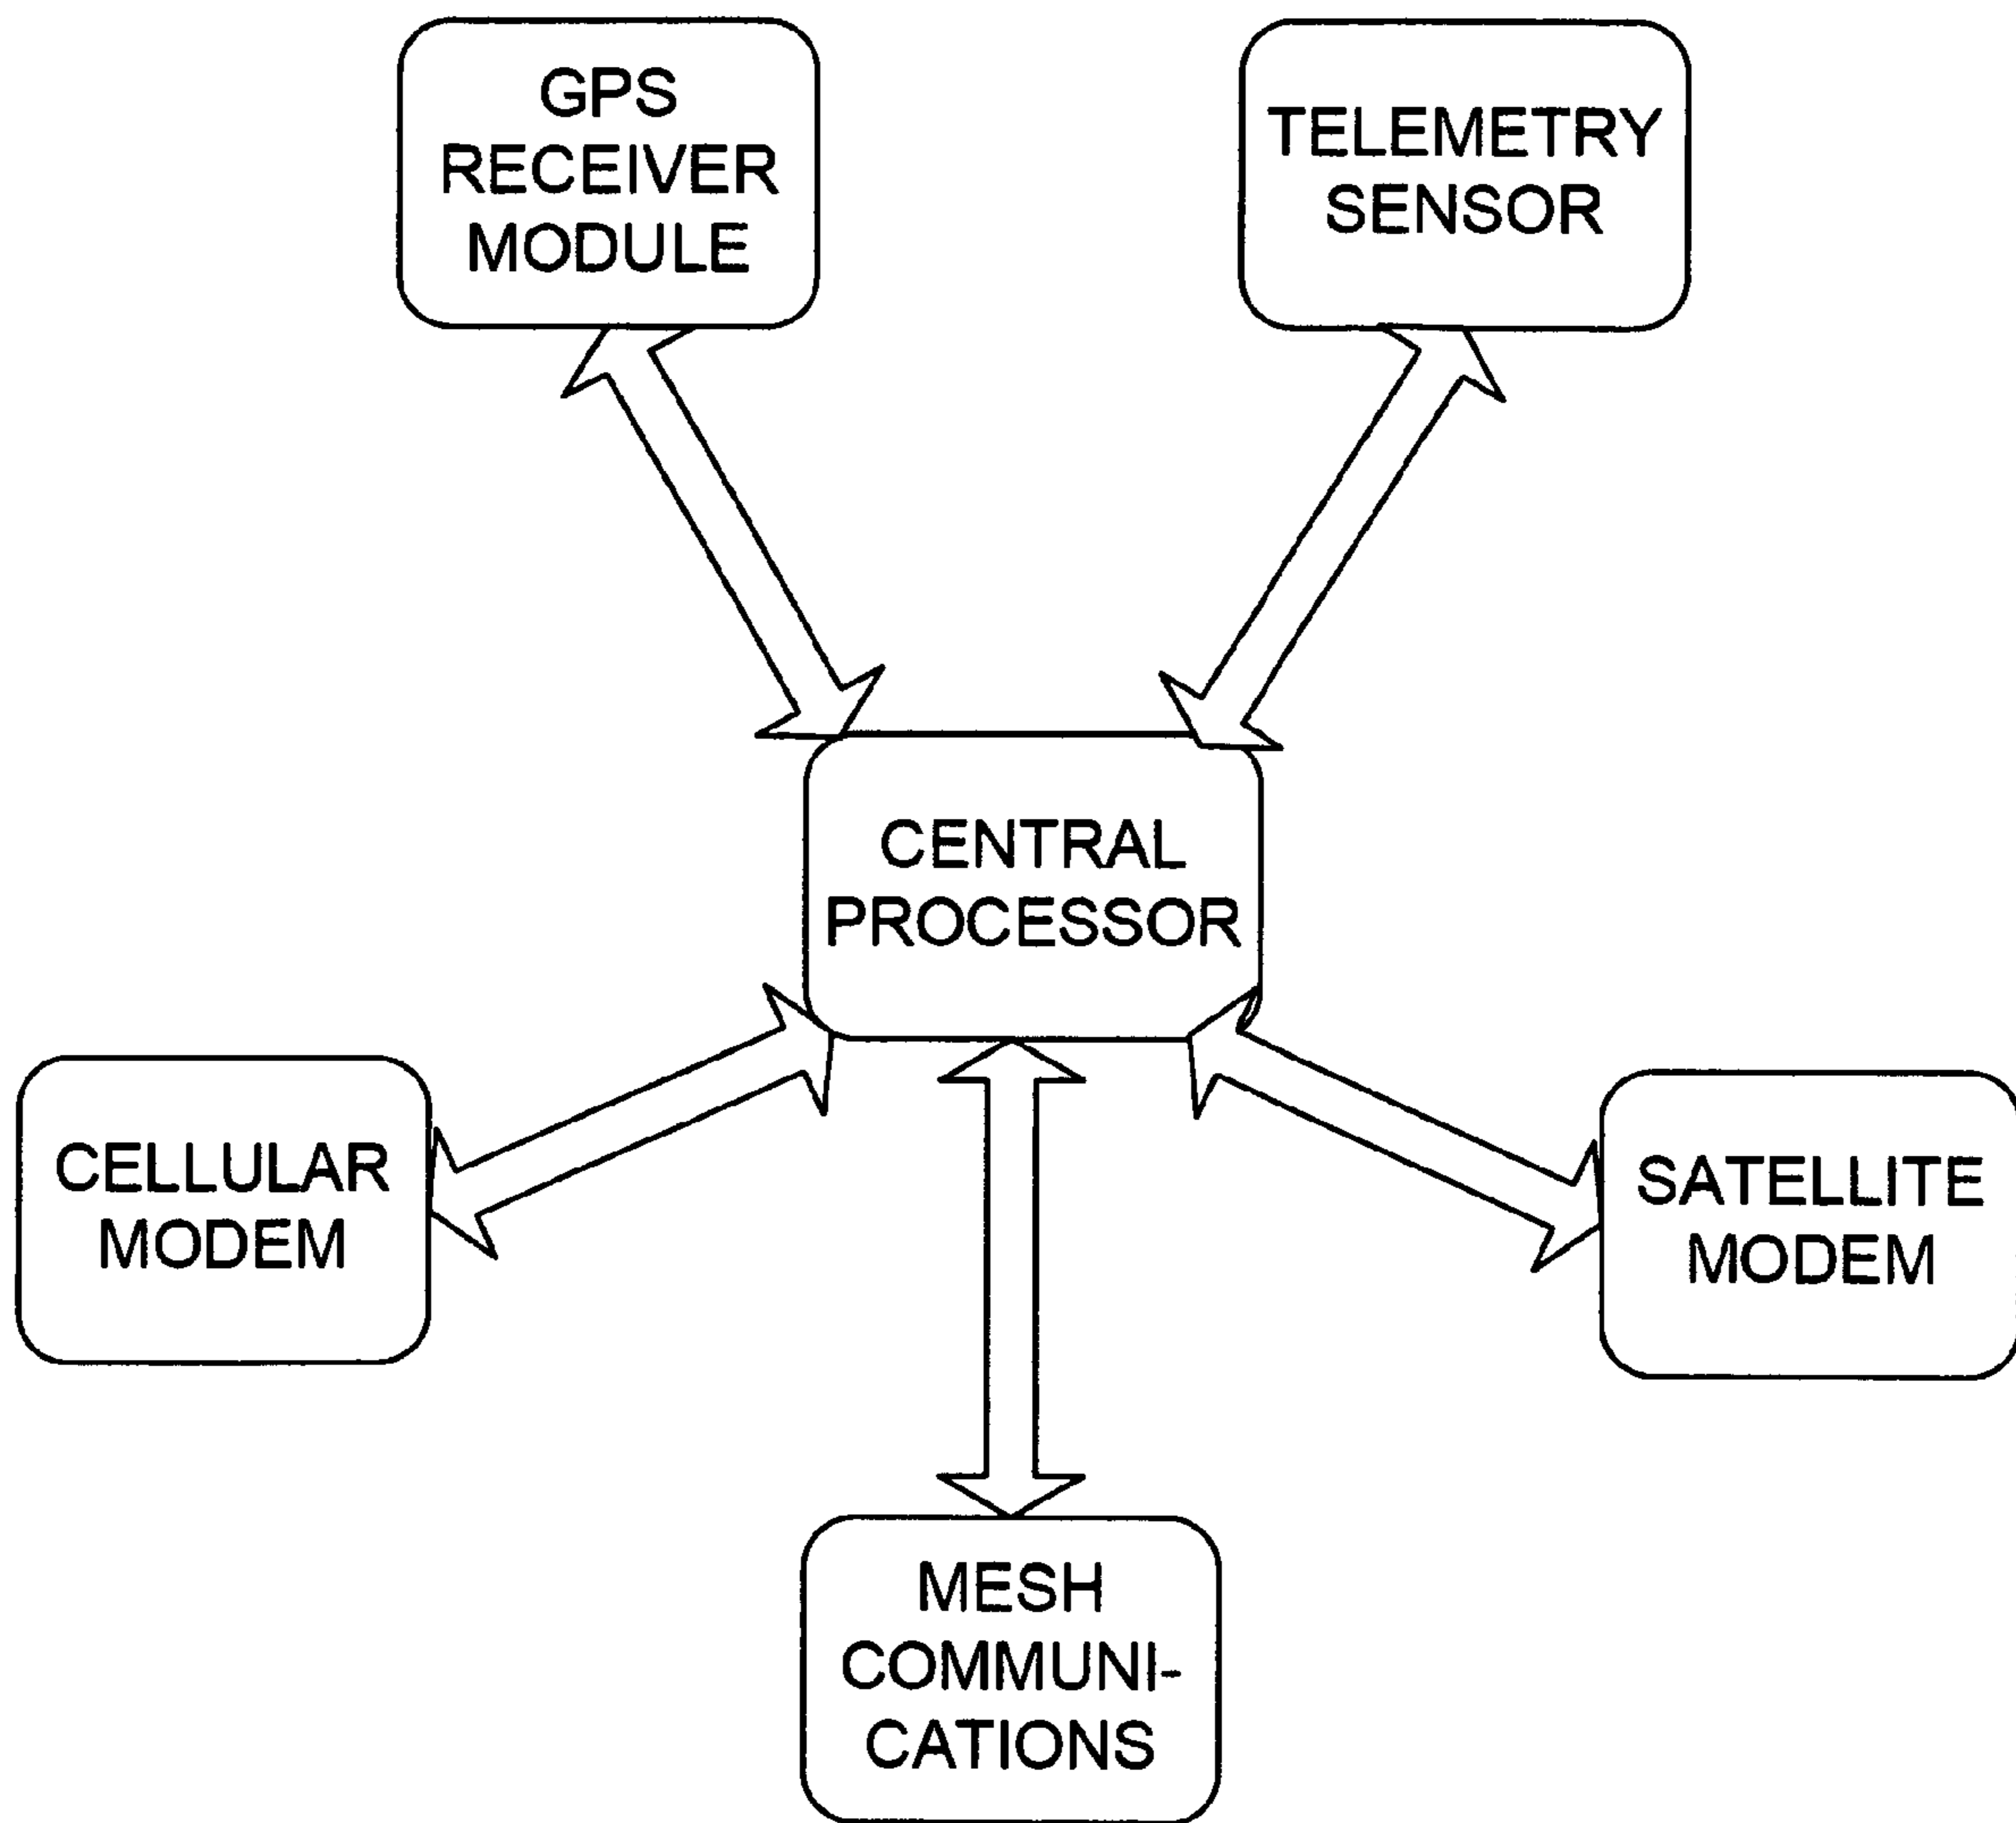 GPS
RECEIVER
MODULE
TELEMETRY
SENSOR
CENTRAL
PROCESSOR
CELLULAR
MODEM
SATELLITE
MODEM
MESH
COMMUNI-
CATIONS